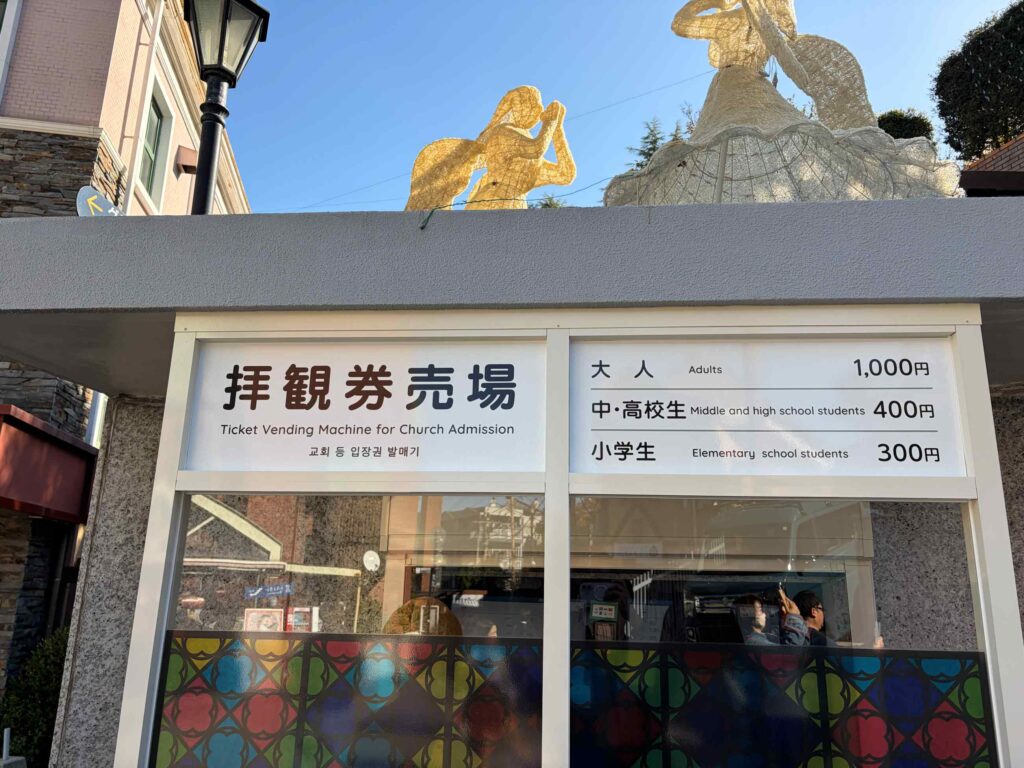 拝観券売場
Ticket Vending Machine for Church Admission
교회 등 입장권 발매기
大人 Adults 1,000円
中・高校生 Middle and high school students 400円
小学生 Elementary school students 300円